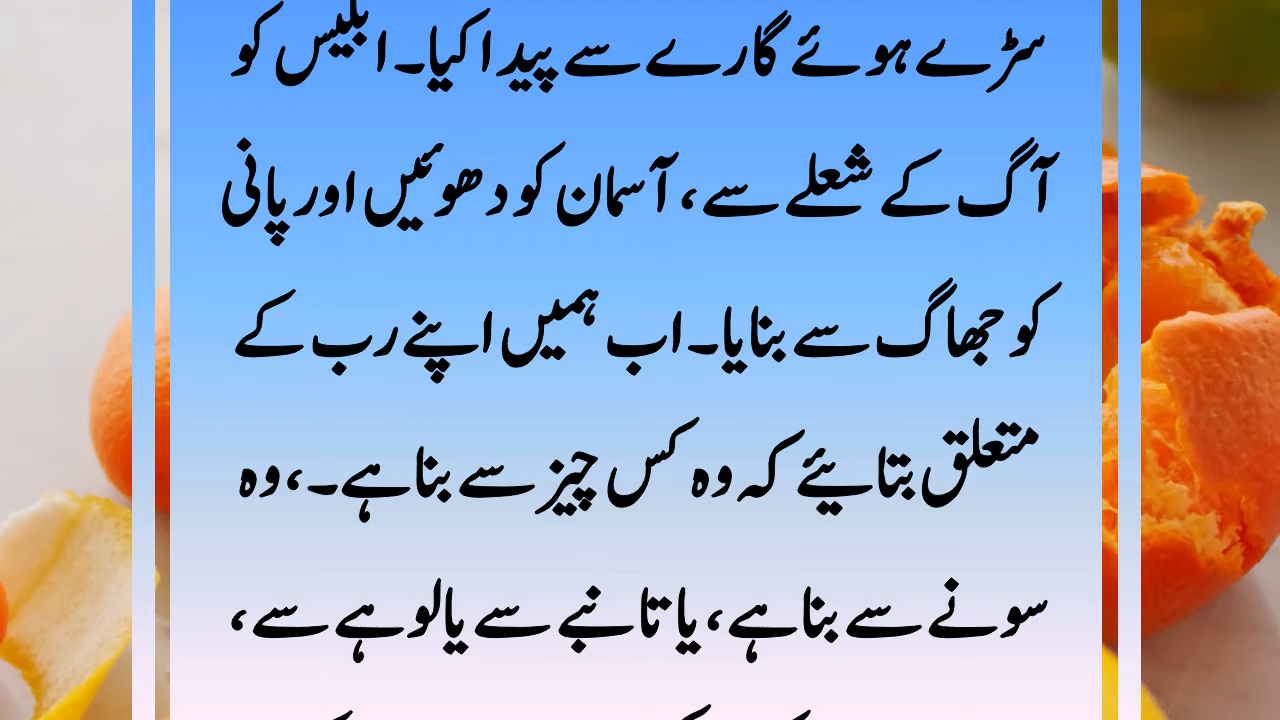 سڑے ہوئے گارے سے پیدا کیا۔ ابلیس کو
آگ کے شعلے سے، آسمان کو دھوئیں اور پانی
کو جھاگ سے بنایا۔ اب ہمیں اپنے رب کے
متعلق بتایئے کہ وہ کس چیز سے بنا ہے۔، وہ
سونے سے بنا ہے، یا تانبے سے یا لوہے سے،